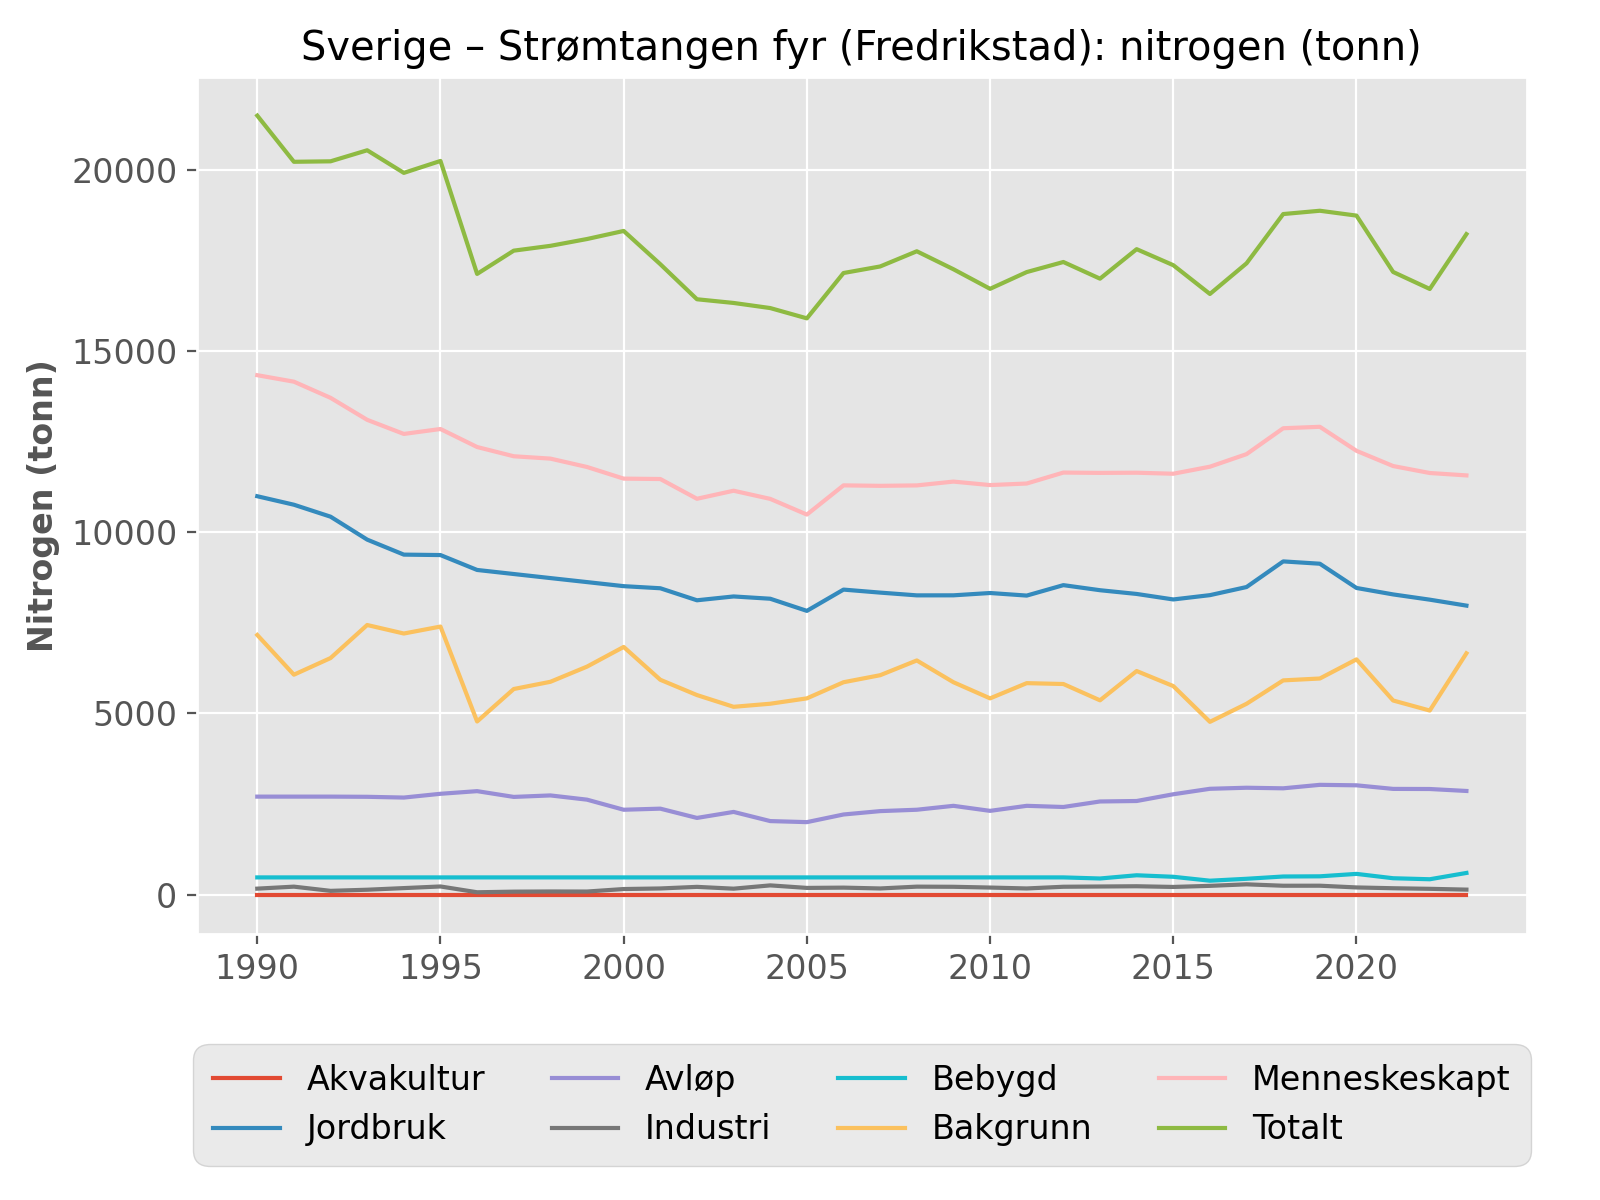 Sverige – Strømtangen fyr (Fredrikstad): nitrogen (tonn)
Nitrogen (tonn)
20000
15000
10000
5000
0
1990 1995 2000 2005 2010 2015 2020
Akvakultur Avløp Bebygd Menneskeskapt
Jordbruk Industri Bakgrunn Totalt